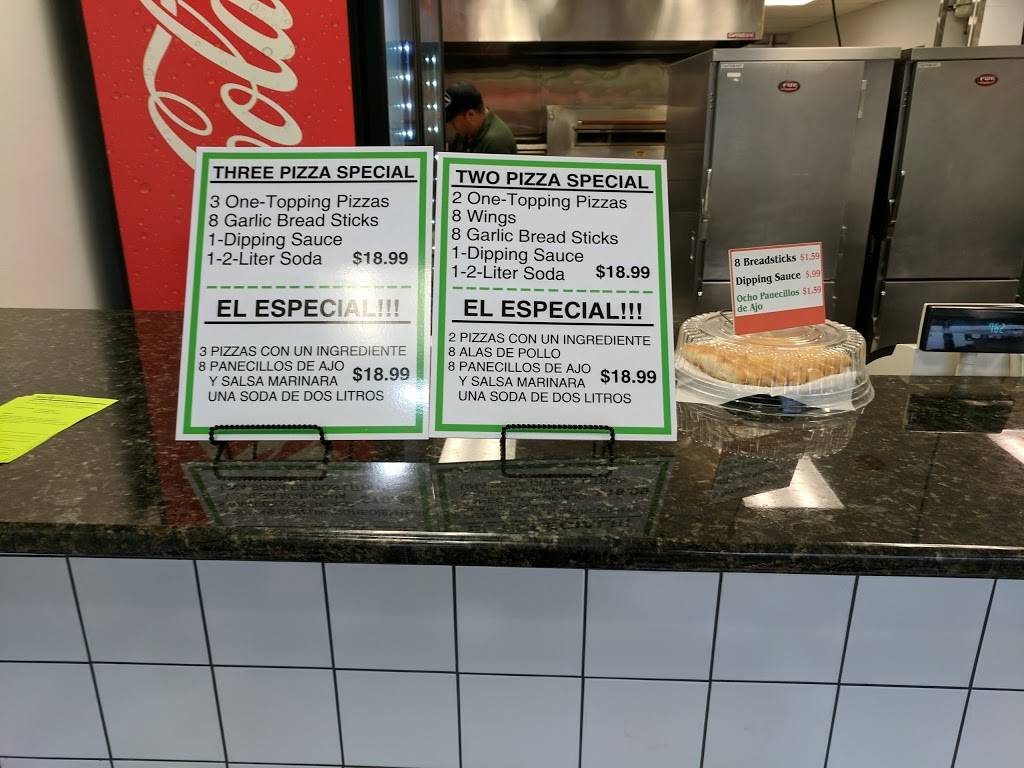 Cola
THREE PIZZA SPECIAL
3 One-Topping Pizzas
8 Garlic Bread Sticks
1-Dipping Sauce
1-2-Liter Soda $18.99
EL ESPECIAL!!!
3 PIZZAS CON UN INGREDIENTE
8 PANECILLOS DE AJO
Y SALSA MARINARA $18.99
UNA SODA DE DOS LITROS
TWO PIZZA SPECIAL
2 One-Topping Pizzas
8 Wings
8 Garlic Bread Sticks
1-Dipping Sauce
1-2-Liter Soda $18.99
EL ESPECIAL!!!
2 PIZZAS CON UN INGREDIENTE
8 ALAS DE POLLO
8 PANECILLOS DE AJO
Y SALSA MARINARA $18.99
UNA SODA DE DOS LITROS
8 Breadsticks $1.59
Dipping Sauce $.99
Ocho Panecillos $1.59
de Ajo